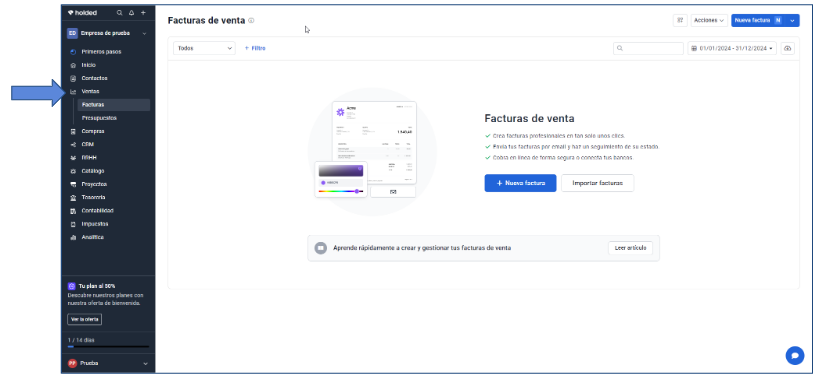 holded
Empresa de prueba
Primeros pasos
Inicio
Contactos
Ventas
Facturas
Presupuestos
Compras
CRM
RRHH
Catálogo
Proyectos
Tesorería
Contabilidad
Impuestos
Analítica
Tu plan al 50%
Descubre nuestros planes con
nuestra oferta de bienvenida.
Ver la oferta
1 / 14 días
PP Prueba
Facturas de venta
Acciones
Nueva factura N
Todos
+ Filtro
01/01/2024 - 31/12/2024
Facturas de venta
Crea facturas profesionales en tan solo unos clics.
Envía tus facturas por email y haz un seguimiento de su estado.
Cobra en línea de forma segura o conecta tus bancos.
+ Nueva factura
Importar facturas
Aprende rápidamente a crear y gestionar tus facturas de venta
Leer artículo